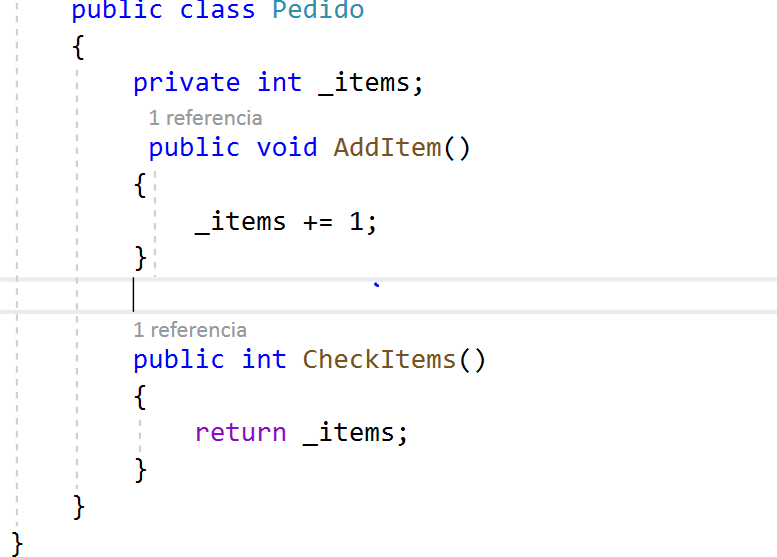 public class Pedido
{
private int _items;
1 referencia
public void AddItem()
{
_items += 1;
}
1 referencia
public int CheckItems()
{
return _items;
}
}
}